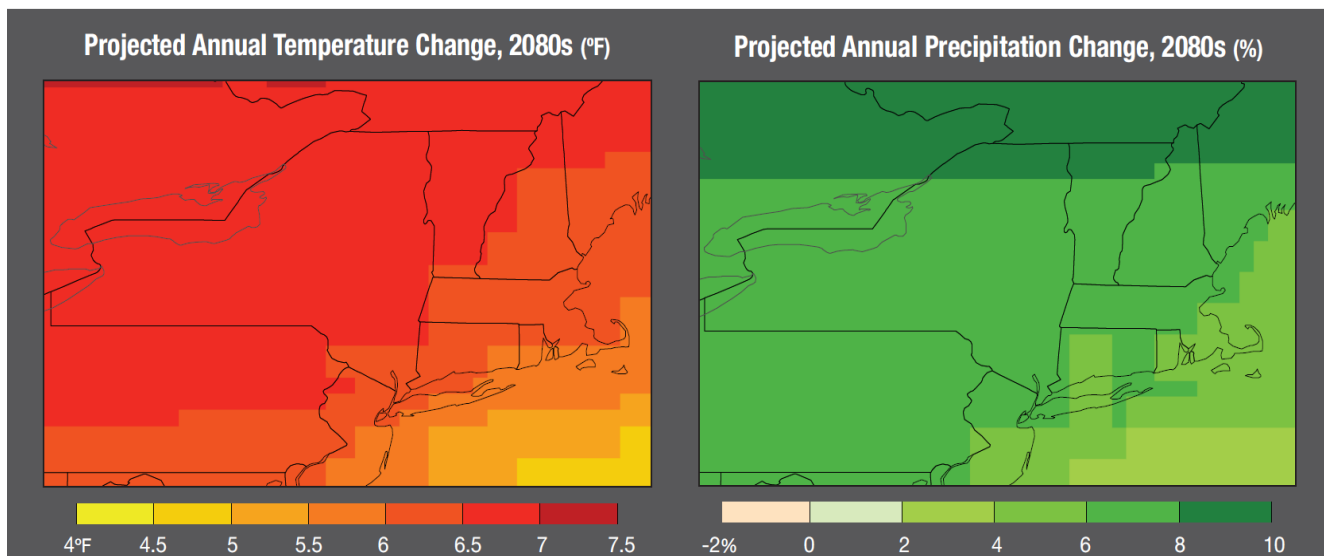 Projected Annual Temperature Change, 2080s (ºF)
4ºF 4.5 5 5.5 6 6.5 7 7.5
Projected Annual Precipitation Change, 2080s (%)
-2% 0 2 4 6 8 10